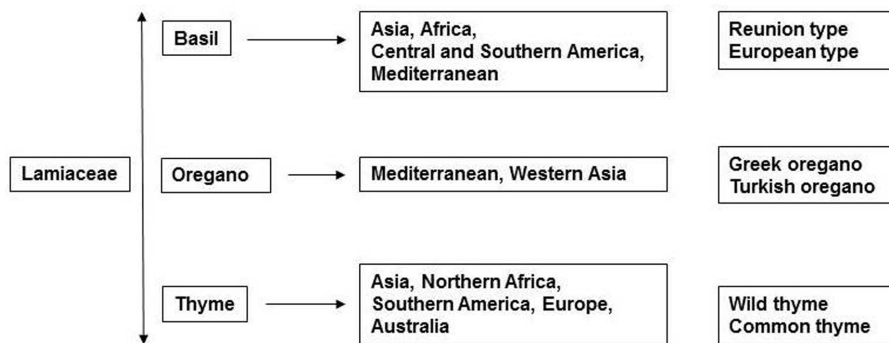 Lamiaceae
Basil
Asia, Africa,
Central and Southern America,
Mediterranean
Reunion type
European type
Oregano
Mediterranean, Western Asia
Greek oregano
Turkish oregano
Thyme
Asia, Northern Africa,
Southern America, Europe,
Australia
Wild thyme
Common thyme